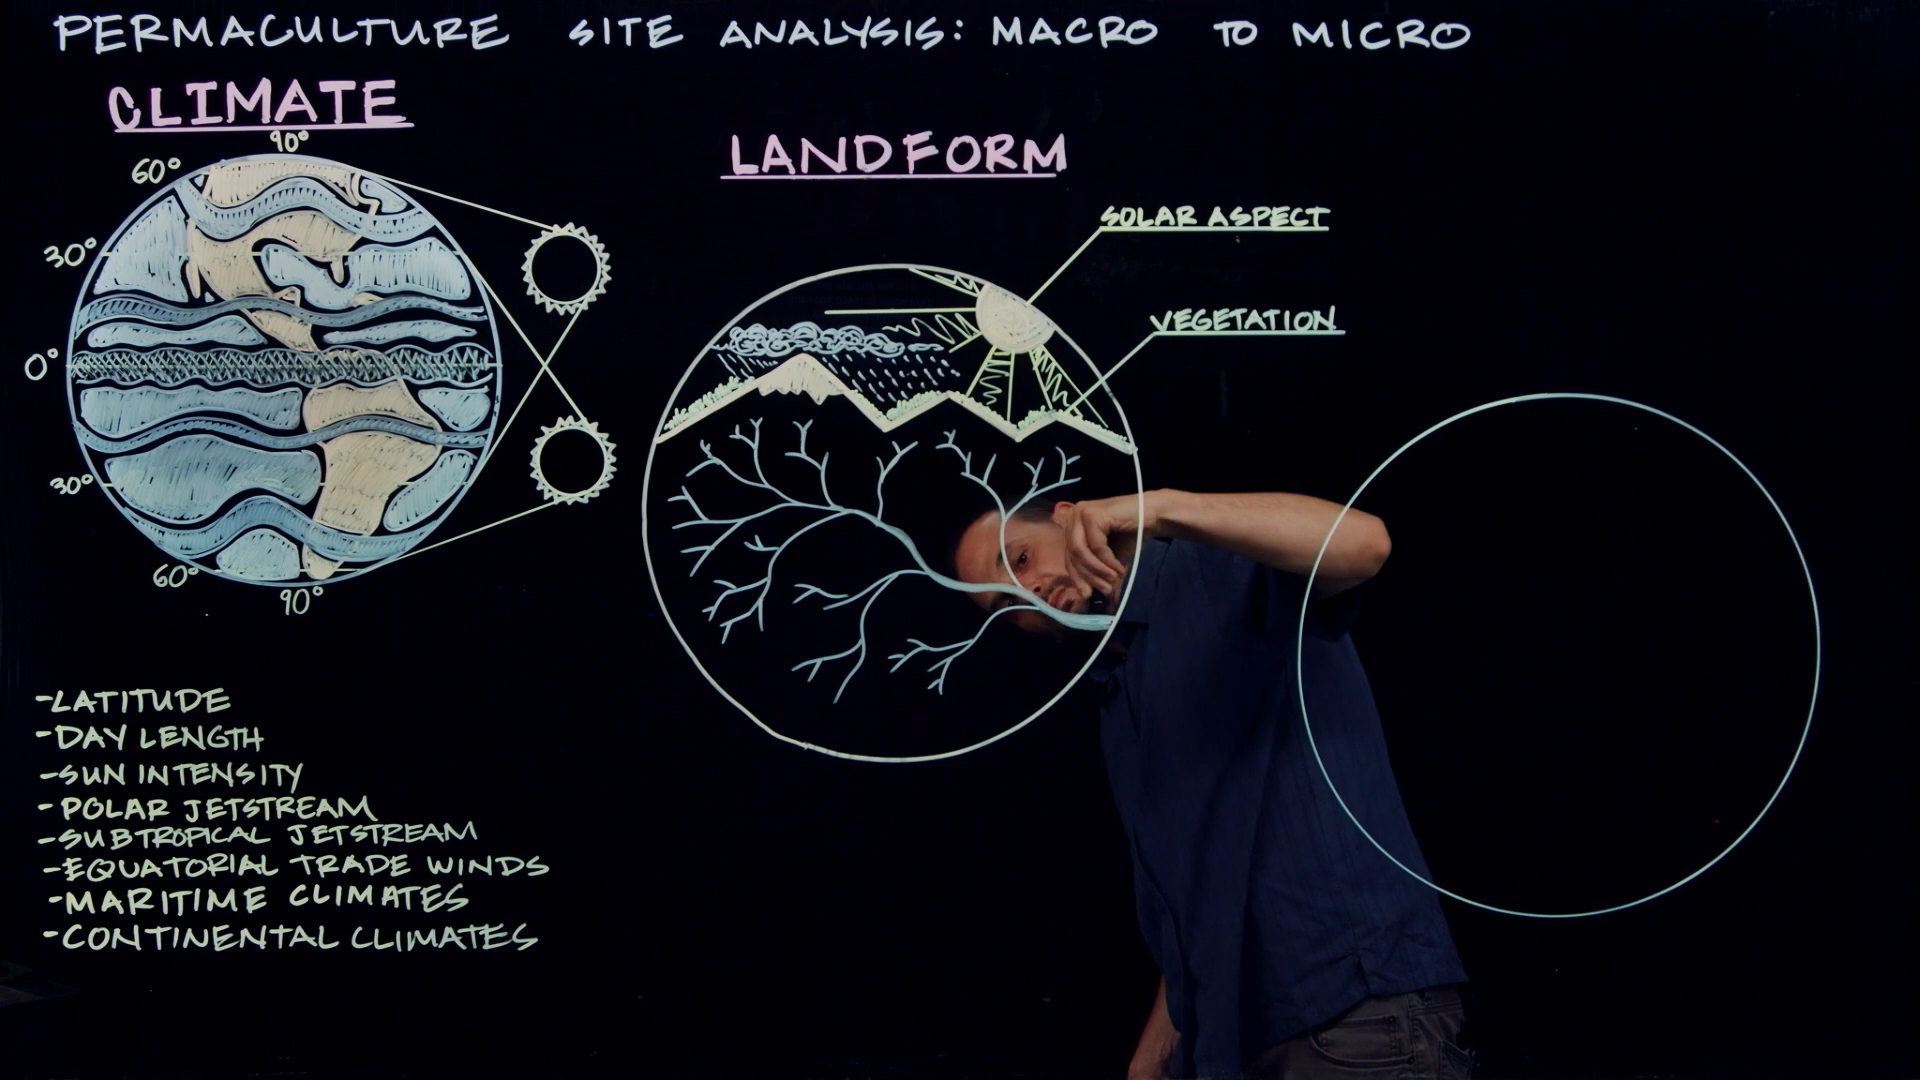 PERMACULTURE SITE ANALYSIS: MACRO TO MICRO
CLIMATE
90°
60°
30°
0°
30°
60°
90°
-LATITUDE
-DAY LENGTH
-SUN INTENSITY
-POLAR JETSTREAM
-SUBTROPICAL JETSTREAM
-EQUATORIAL TRADE WINDS
-MARITIME CLIMATES
-CONTINENTAL CLIMATES
LANDFORM
SOLAR ASPECT
VEGETATION